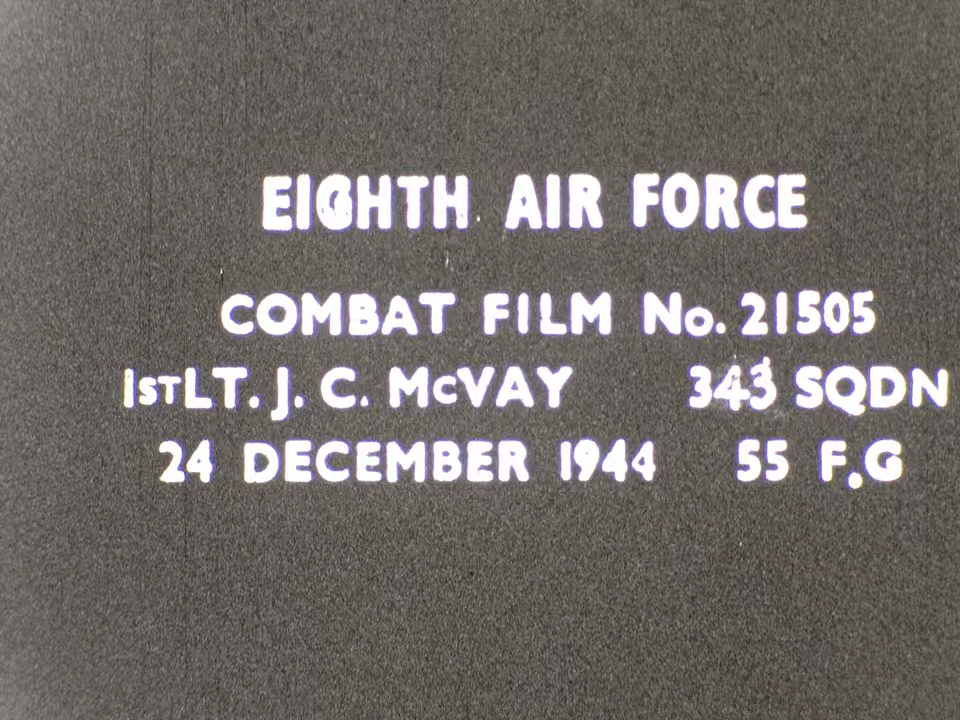 EIGHTH AIR FORCE
COMBAT FILM No. 21505
1ST LT. J. C. McVAY 343 SQDN
24 DECEMBER 1944 55 F.G